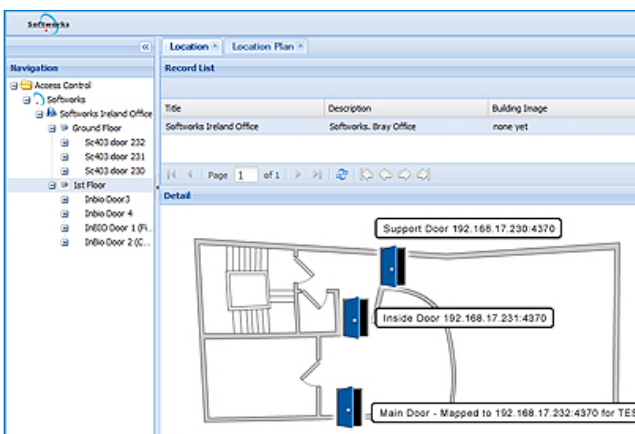 Softworks
Location
Location Plan
Navigation
Record List
Access Control
Softworks
Softworks Ireland Office
Ground Floor
Sc403 door 232
Sc403 door 231
Sc403 door 230
1st Floor
Inbio Door3
Inbio Door 4
InBIO Door 1 (Fi...
InBio Door 2 (C...
Title Description Building Image
Softworks Ireland Office Softworks. Bray Office none yet
Page 1 of 1
Detail
Support Door 192.168.17.230:4370
Inside Door 192.168.17.231:4370
Main Door - Mapped to 192.168.17.232:4370 for TES